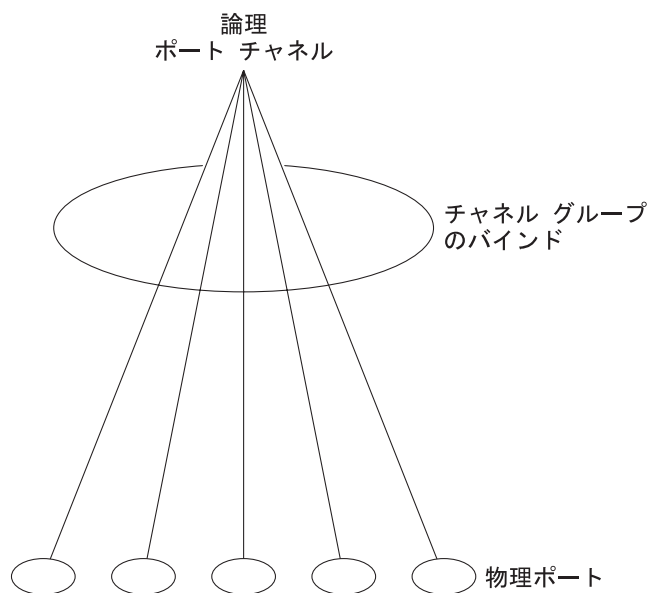 論理
ポート チャネル
チャネル グループ
のバインド
物理ポート